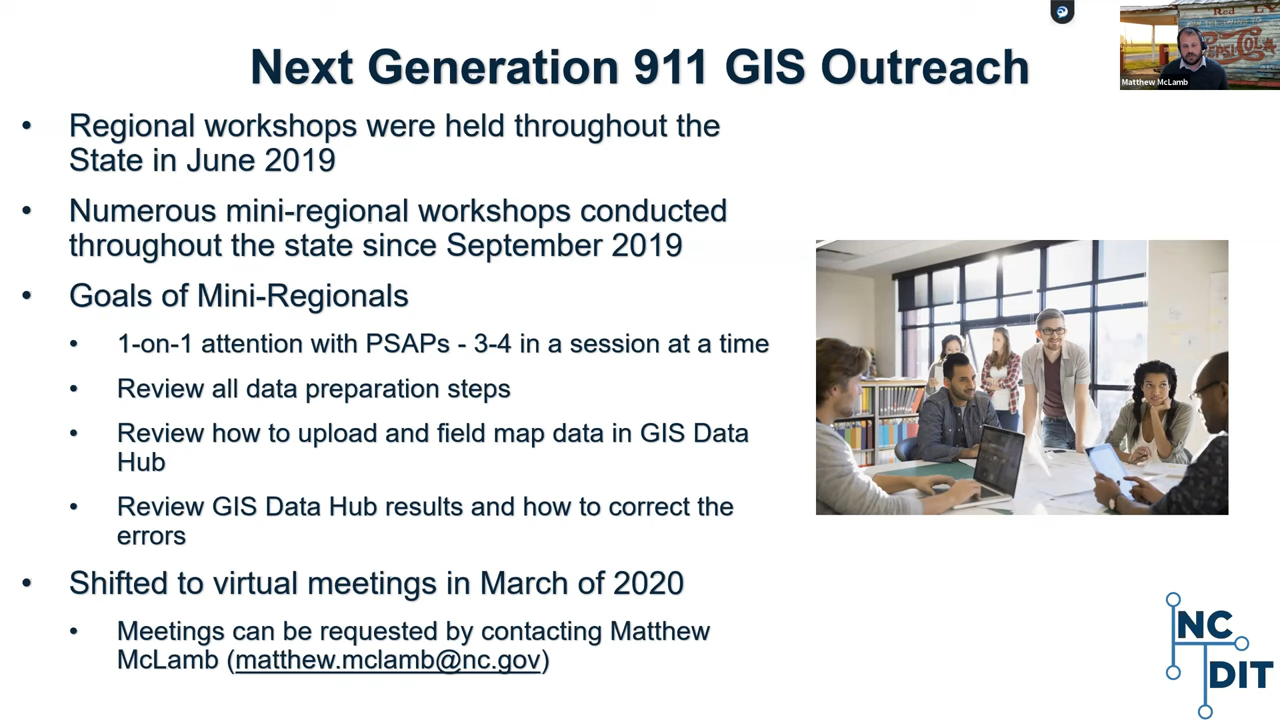 Next Generation 911 GIS Outreach
Red
PEPSI COLA
Matthew McLamb
• Regional workshops were held throughout the
State in June 2019
• Numerous mini-regional workshops conducted
throughout the state since September 2019
• Goals of Mini-Regionals
• 1-on-1 attention with PSAPs - 3-4 in a session at a time
• Review all data preparation steps
• Review how to upload and field map data in GIS Data
Hub
• Review GIS Data Hub results and how to correct the
errors
• Shifted to virtual meetings in March of 2020
• Meetings can be requested by contacting Matthew
McLamb (matthew.mclamb@nc.gov)
NC
DIT